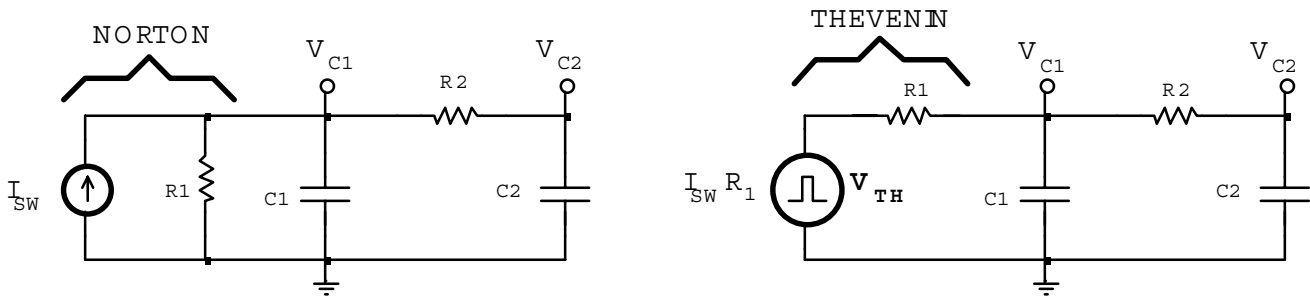 NORTON
V C1
V C2
R2
I SW
R1
C1
C2
THEVENIN
V C1
V C2
R1
R2
I SW R 1
V TH
C1
C2